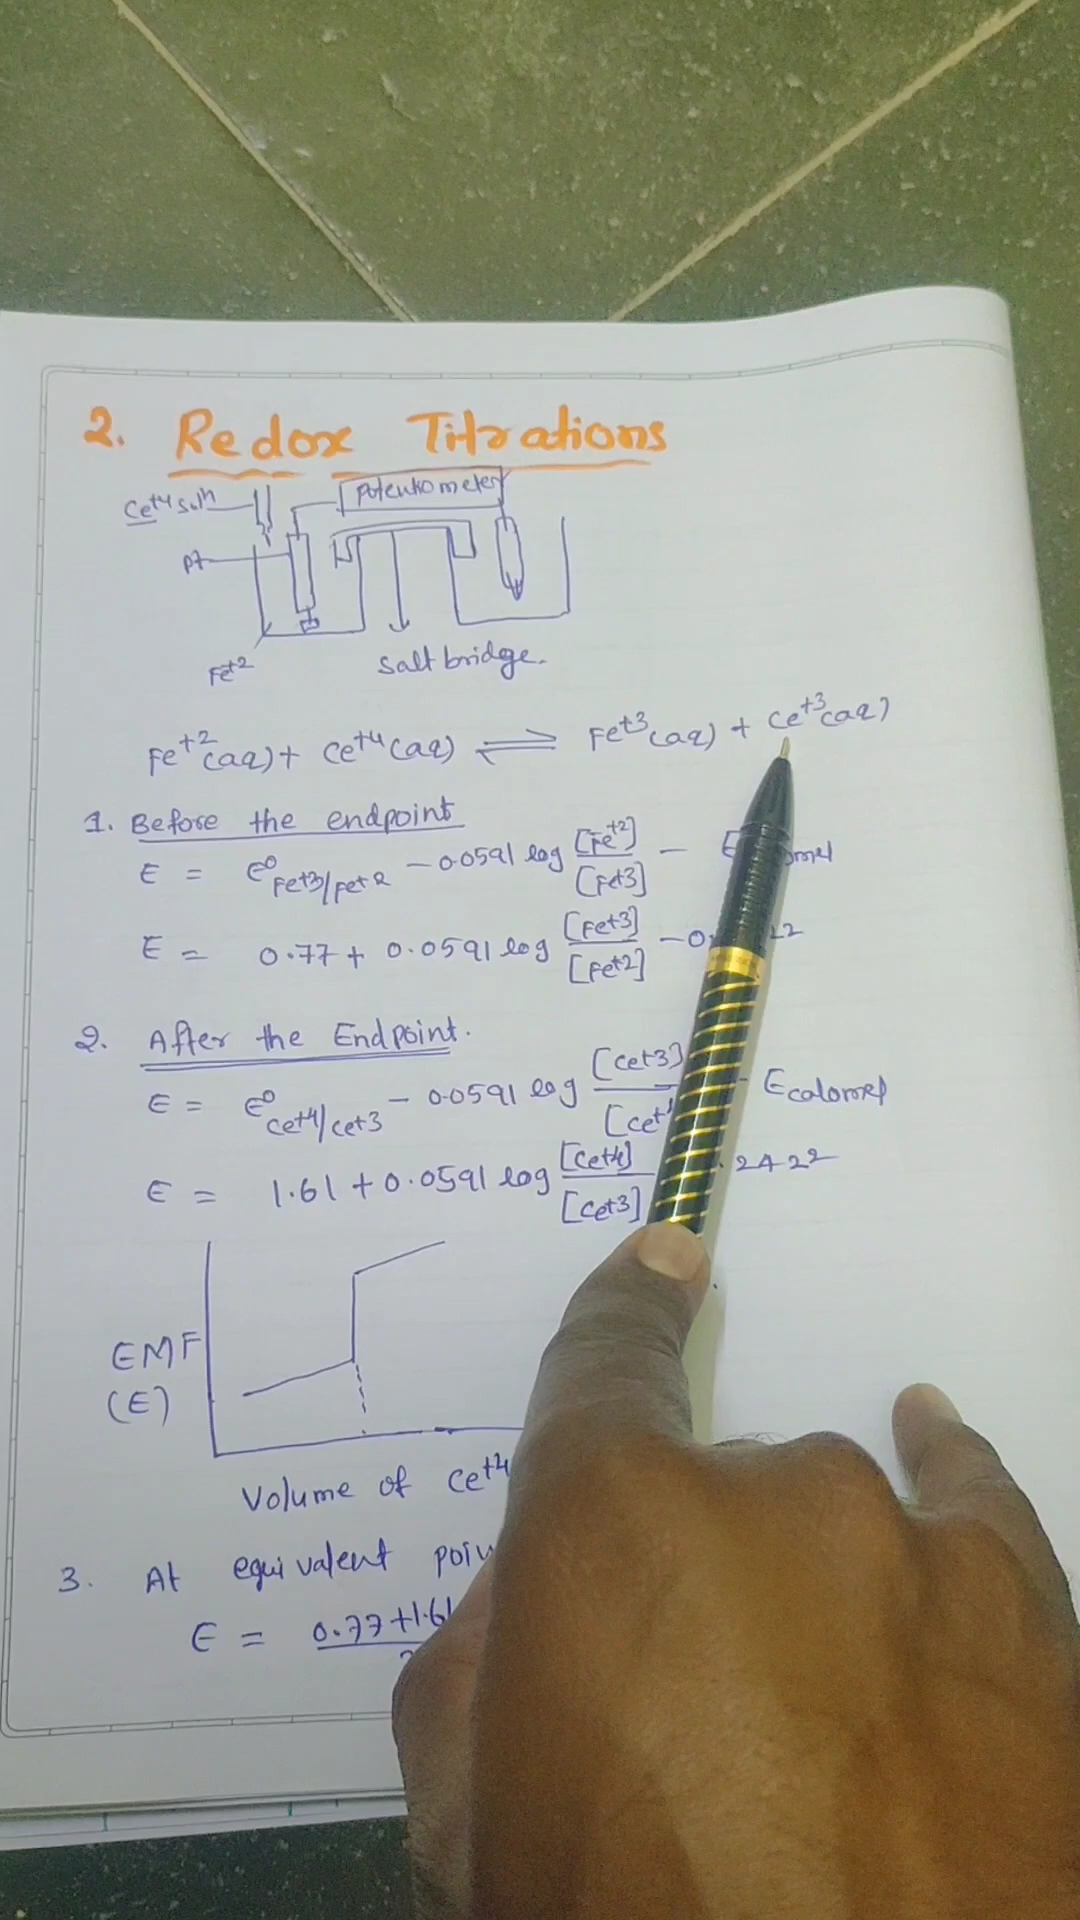 2. Redox Titrations
Ce+4 Soln
Potentiometer
Pt
Fe+2
Salt bridge.
Fe+2(aq) + Ce+4(aq) ⇌ Fe+3(aq) + Ce+3(aq)
1. Before the endpoint
E = E° Fe+3/Fe+2 - 0.0591 log [Fe+2]/[Fe+3] -
E = 0.77 + 0.0591 log [Fe+3]/[Fe+2] - 0.
2. After the Endpoint.
E = E° Ce+4/Ce+3 - 0.0591 log [Ce+3]/[Ce+ - Ecalomel
E = 1.61 + 0.0591 log [Ce+4]/[Ce+3] .2422
EMF
(E)
Volume of Ce+4
3. At equivalent
E = 0.77 + 1.61